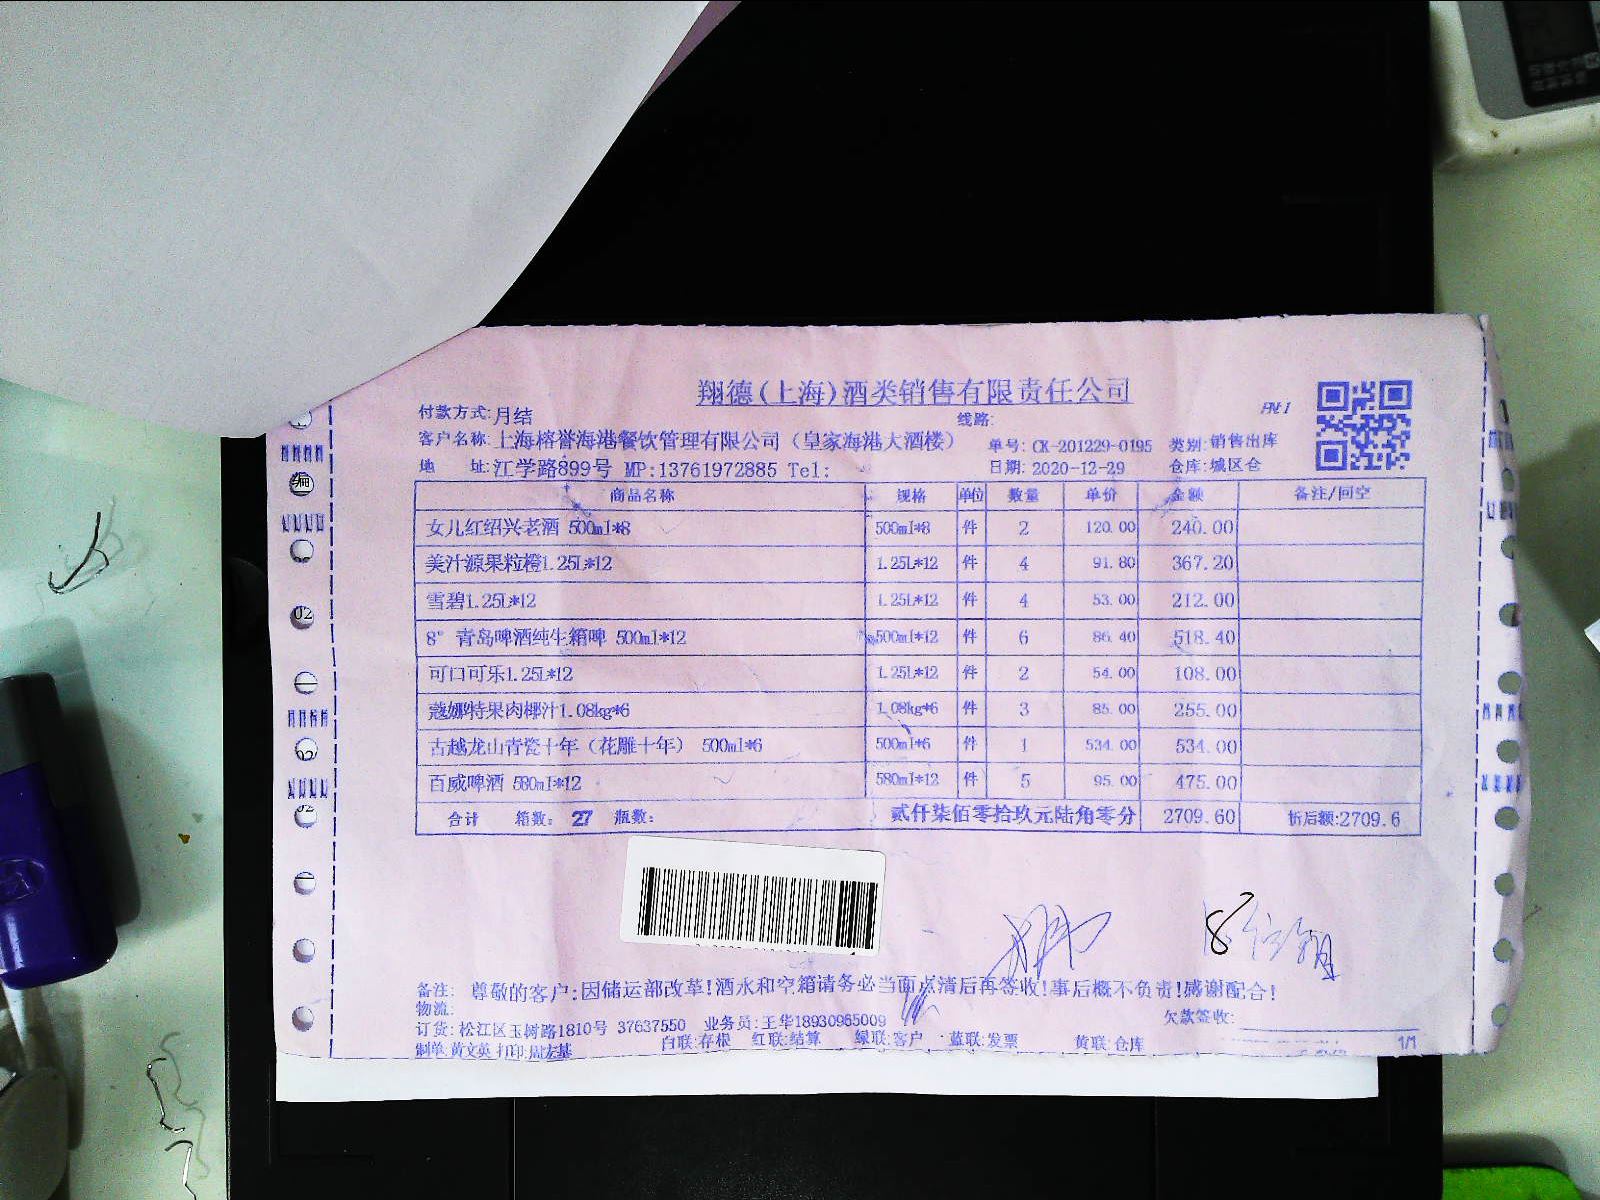 翔德(上海)酒类销售有限责任公司
付款方式:月结 线路:
客户名称:上海榕誉海港餐饮管理有限公司（皇家海港大酒楼） 单号: CK-201229-0195 类别:销售出库
地 址:江学路899号 MP:13761972885 Tel: 日期: 2020-12-29 仓库:城区仓
商品名称 规格 单位 数量 单价 金额 备注/回空
女儿红绍兴老酒 500ml*8 500ml*8 件 2 120.00 240.00
美汁源果粒橙1.25L*12 1.25L*12 件 4 91.80 367.20
雪碧1.25L*12 1.25L*12 件 4 53.00 212.00
8° 青岛啤酒纯生箱啤 500ml*12 500ml*12 件 6 86.40 518.40
可口可乐1.25L*12 1.25L*12 件 2 54.00 108.00
蔻娜特果肉椰汁1.08kg*6 1.08kg*6 件 3 85.00 255.00
古越龙山青瓷十年（花雕十年） 500ml*6 500ml*6 件 1 534.00 534.00
百威啤酒 580ml*12 580ml*12 件 5 95.00 475.00
合计 箱数: 27 瓶数: 贰仟柒佰零拾玖元陆角零分 2709.60 折后额:2709.6
8
备注: 尊敬的客户:因储运部改革!酒水和空箱请务必当面点清后再签收!事后概不负责!感谢配合!
物流: 欠款签收:
订货:松江区玉树路1810号 37637550 业务员:王华18930965009
制单:黄文英 打印:周宏基 白联:存根 红联:结算 绿联:客户 蓝联:发票 黄联:仓库 1/1